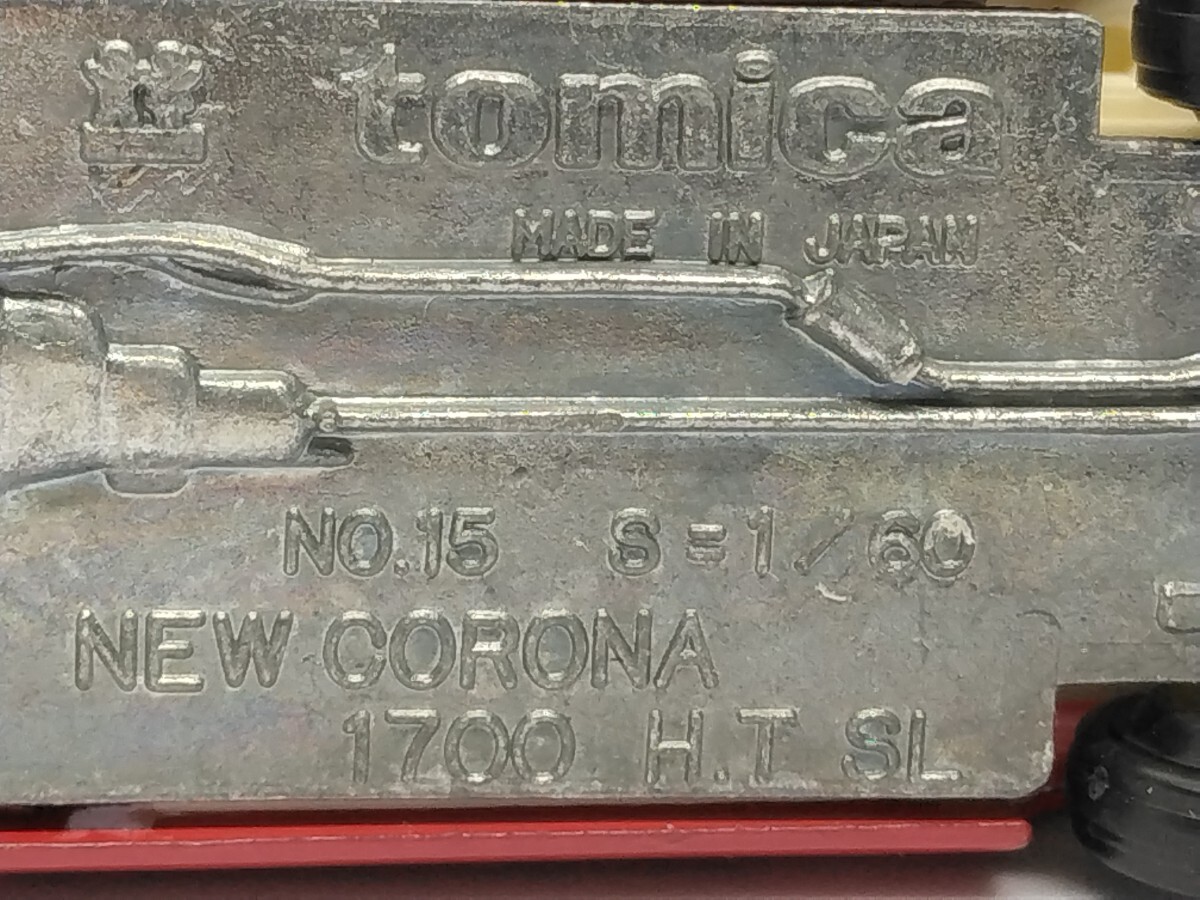 tomica
MADE IN JAPAN
NO.15 S=1/60
NEW CORONA
1700 H.T SL